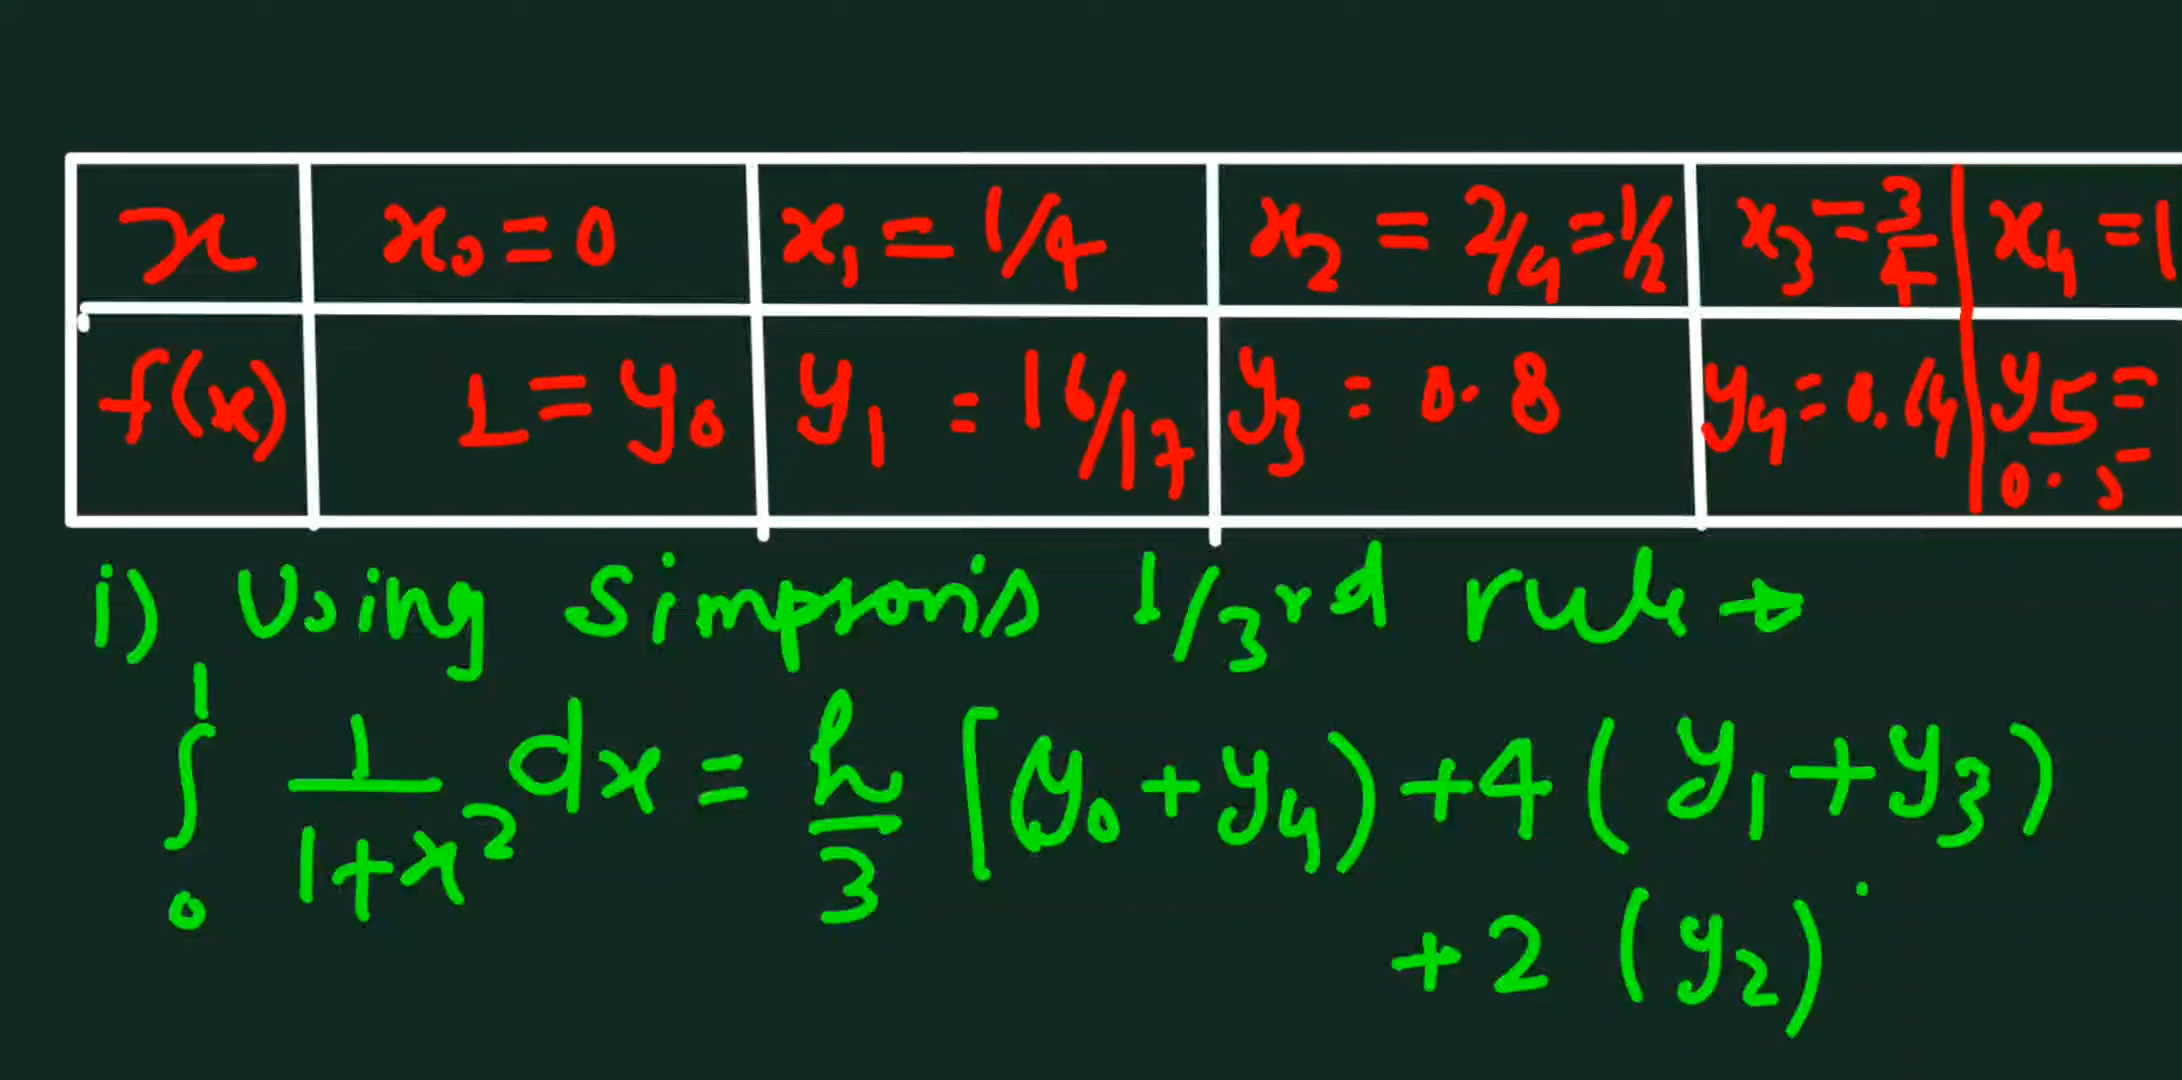 x x₀=0 x₁=1/4 x₂=2/4=1/2 x₃=3/4 x₄=1
f(x) 1=y₀ y₁=16/17 y₃=0.8 y₄=0.64 y₅=
0.5
i) Using Simpson's 1/3rd rule →
∫₀¹ 1/(1+x²) dx = h/3 [(y₀+y₄)+4(y₁+y₃)
+2(y₂)